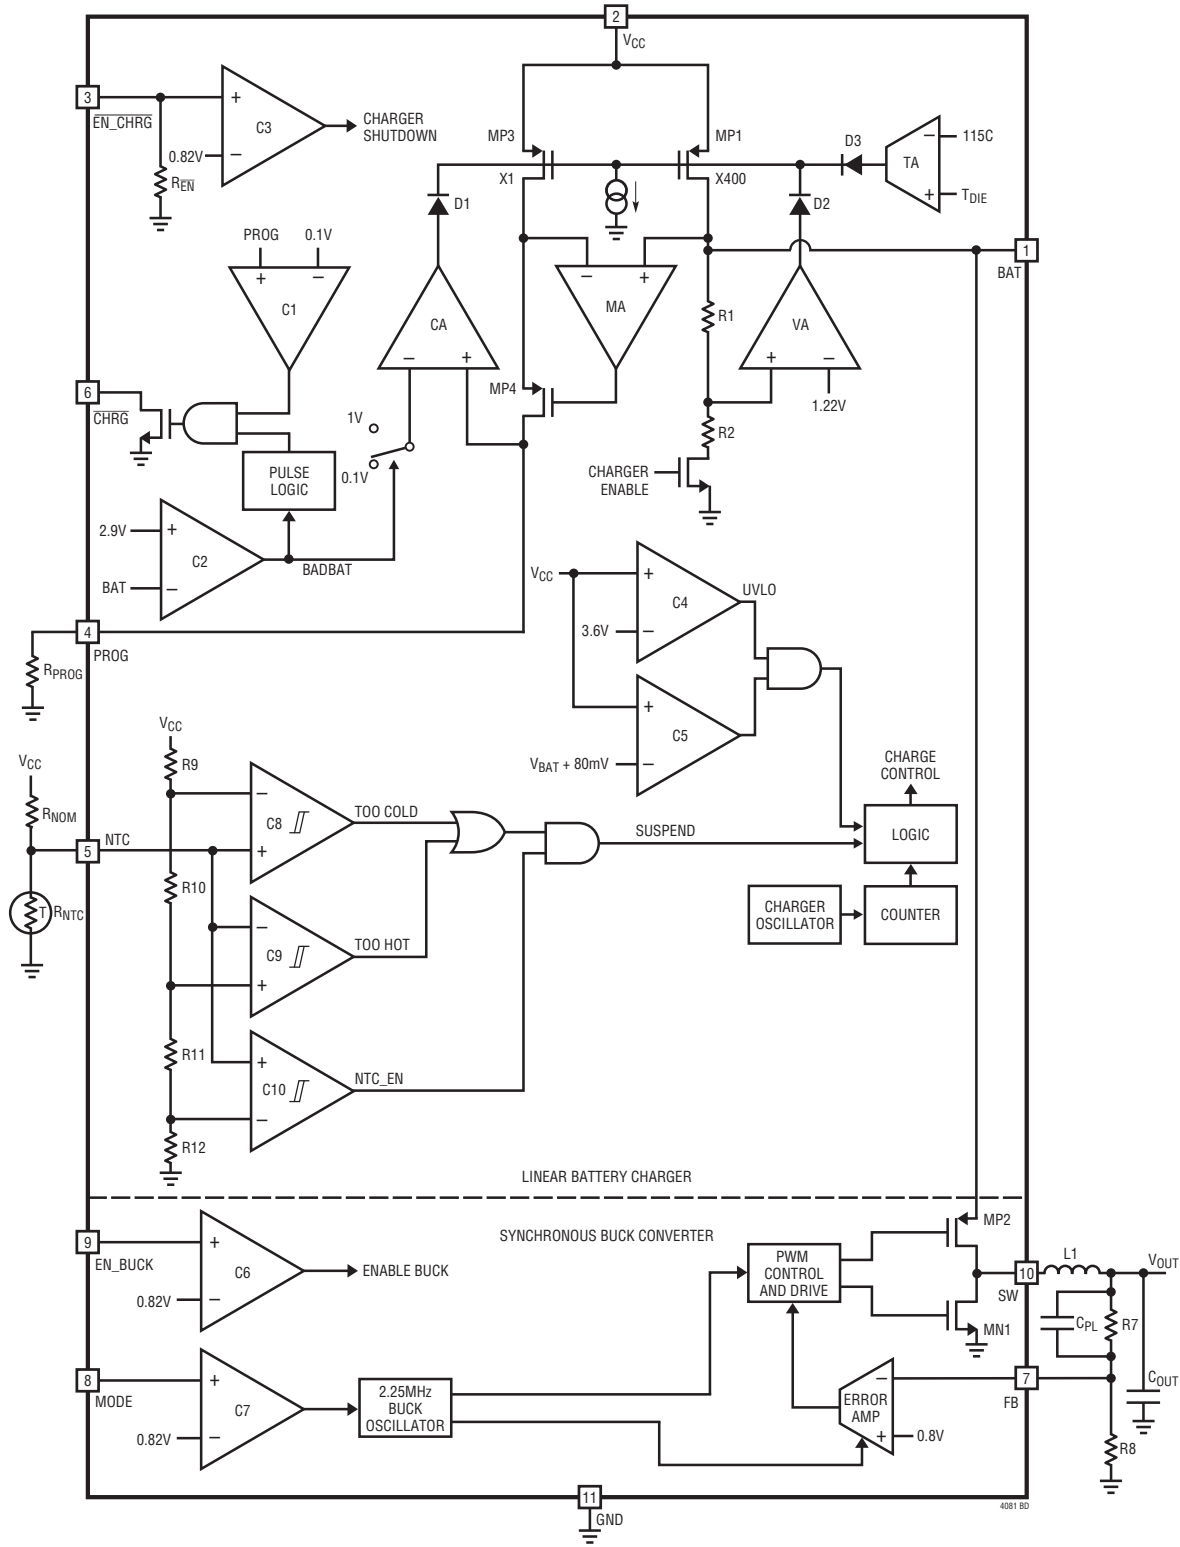 2
VCC
3
EN_CHRG
+
C3
CHARGER
SHUTDOWN
0.82V
–
REN
MP3
MP1
X1
X400
D3
–
115C
TA
+
TDIE
D1
D2
PROG
0.1V
+
–
C1
1
BAT
–
+
MA
R1
CA
–
+
VA
+
–
1.22V
MP4
6
CHRG
1V
0.1V
R2
PULSE
LOGIC
CHARGER
ENABLE
2.9V
+
C2
BAT
–
BADBAT
VCC
+
C4
UVLO
3.6V
–
4
PROG
RPROG
+
C5
VBAT + 80mV
–
VCC
R9
VCC
RNOM
CHARGE
CONTROL
–
C8
+
TOO COLD
LOGIC
NTC
5
SUSPEND
R10
T
RNTC
CHARGER
OSCILLATOR
COUNTER
–
C9
+
TOO HOT
R11
+
C10
–
NTC_EN
R12
LINEAR BATTERY CHARGER
SYNCHRONOUS BUCK CONVERTER
9
EN_BUCK
+
C6
ENABLE BUCK
0.82V
–
PWM
CONTROL
AND DRIVE
MP2
10
SW
L1
VOUT
MN1
CPL
R7
8
MODE
+
C7
0.82V
–
2.25MHz
BUCK
OSCILLATOR
–
ERROR
AMP
+
0.8V
7
FB
COUT
R8
11
GND
4081 BD